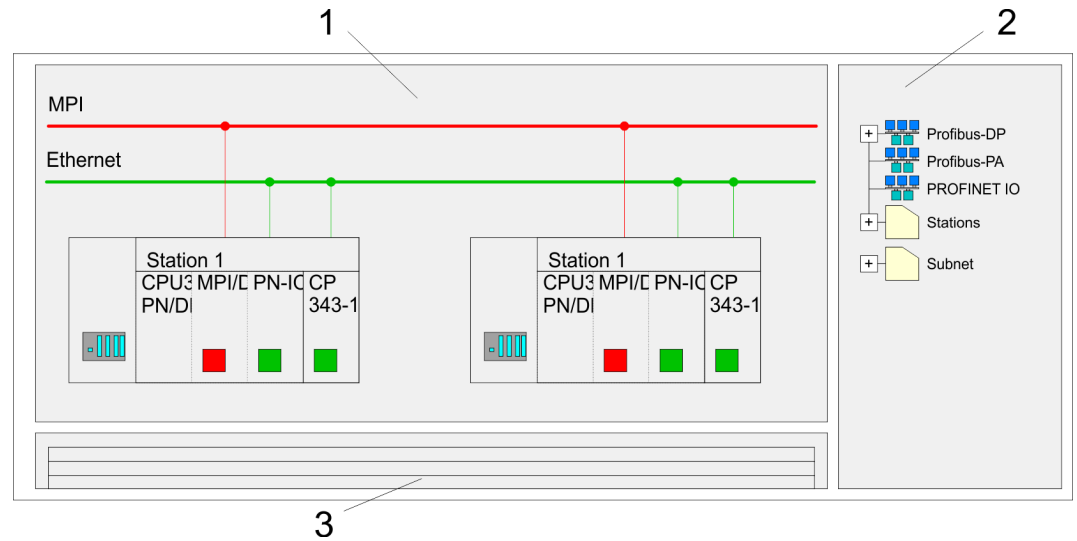 1
2
MPI
Ethernet
Profibus-DP
Profibus-PA
PROFINET IO
Stations
Subnet
Station 1
CPU3 MPI/D PN-IO CP
PN/DI 343-1
Station 1
CPU3 MPI/D PN-IO CP
PN/DI 343-1
3